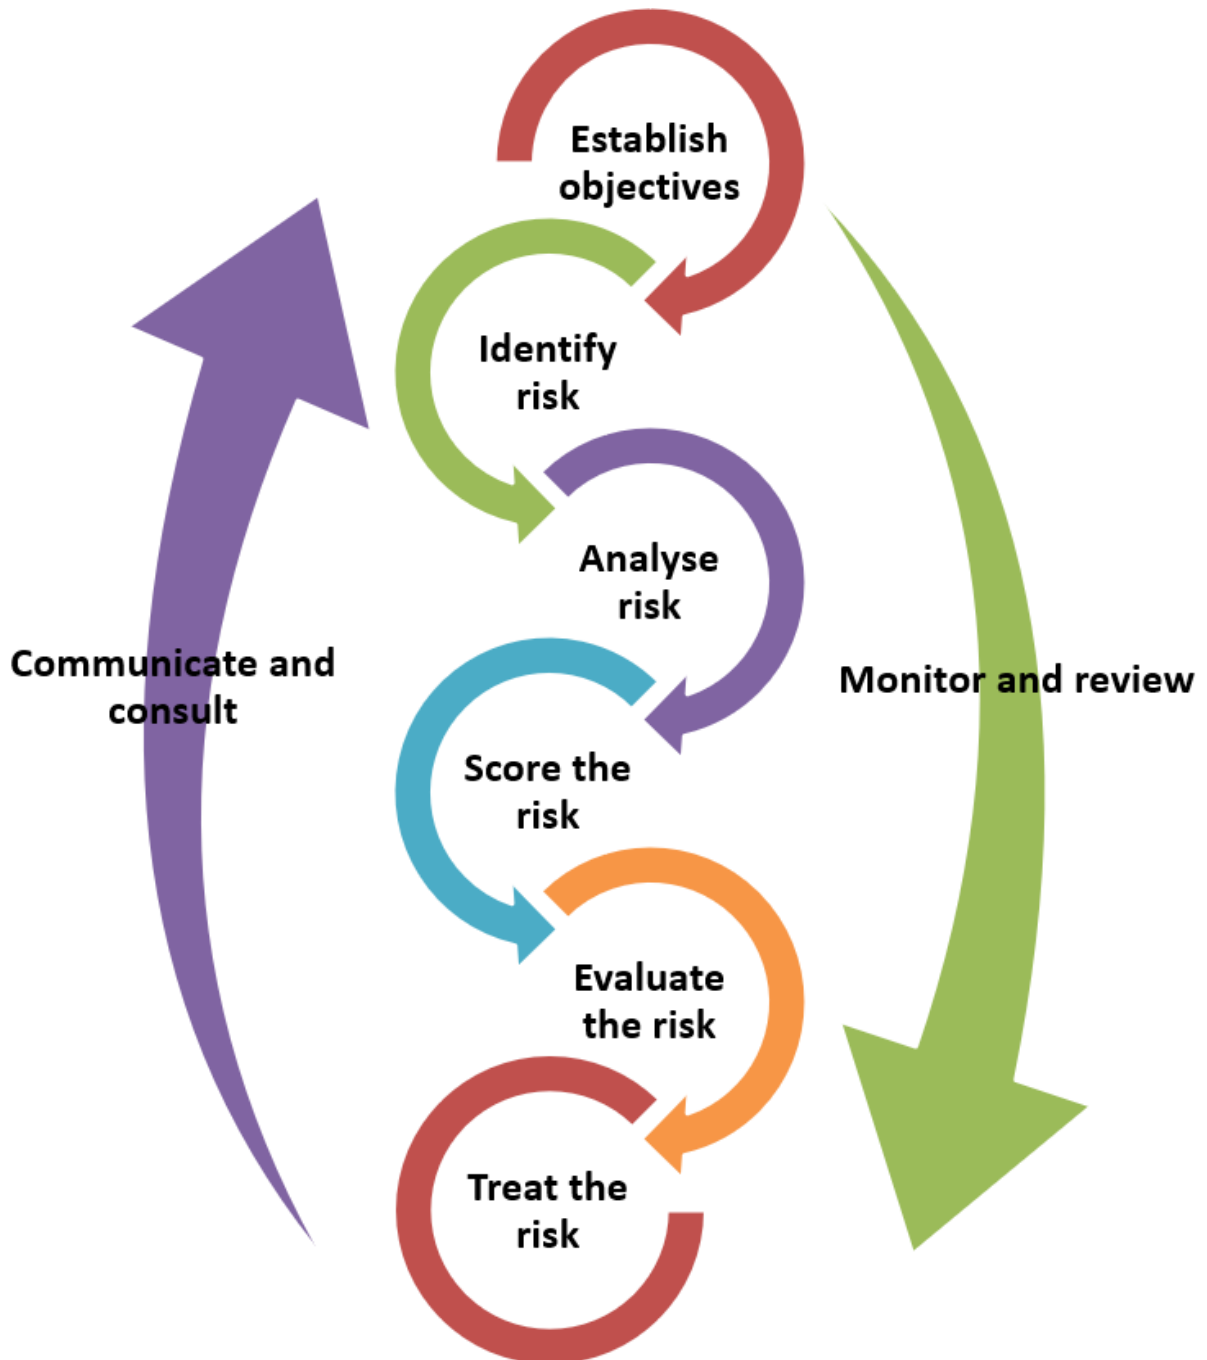 Establish
objectives
Identify
risk
Analyse
risk
Communicate and
consult
Monitor and review
Score the
risk
Evaluate
the risk
Treat the
risk